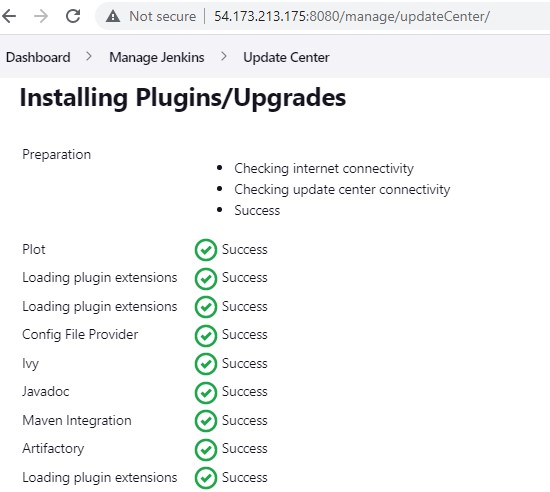 Not secure | 54.173.213.175:8080/manage/updateCenter/
Dashboard > Manage Jenkins > Update Center
Installing Plugins/Upgrades
Preparation
• Checking internet connectivity
• Checking update center connectivity
• Success
Plot Success
Loading plugin extensions Success
Loading plugin extensions Success
Config File Provider Success
Ivy Success
Javadoc Success
Maven Integration Success
Artifactory Success
Loading plugin extensions Success